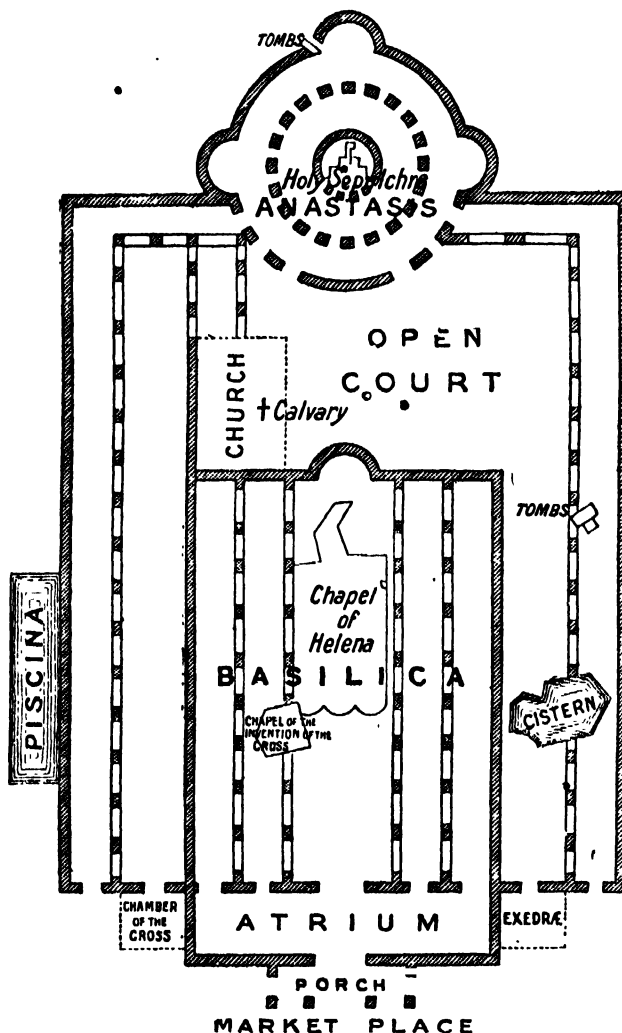 TOMBS
Holy Sepulchre
ANASTASIS
OPEN
COURT
CHURCH
Calvary
TOMBS
Chapel
of
Helena
BASILICA
PISCINA
CISTERN
CHAPEL OF THE
INVENTION OF THE
CROSS
CHAMBER
OF THE
CROSS
ATRIUM
EXEDRÆ
PORCH
MARKET PLACE